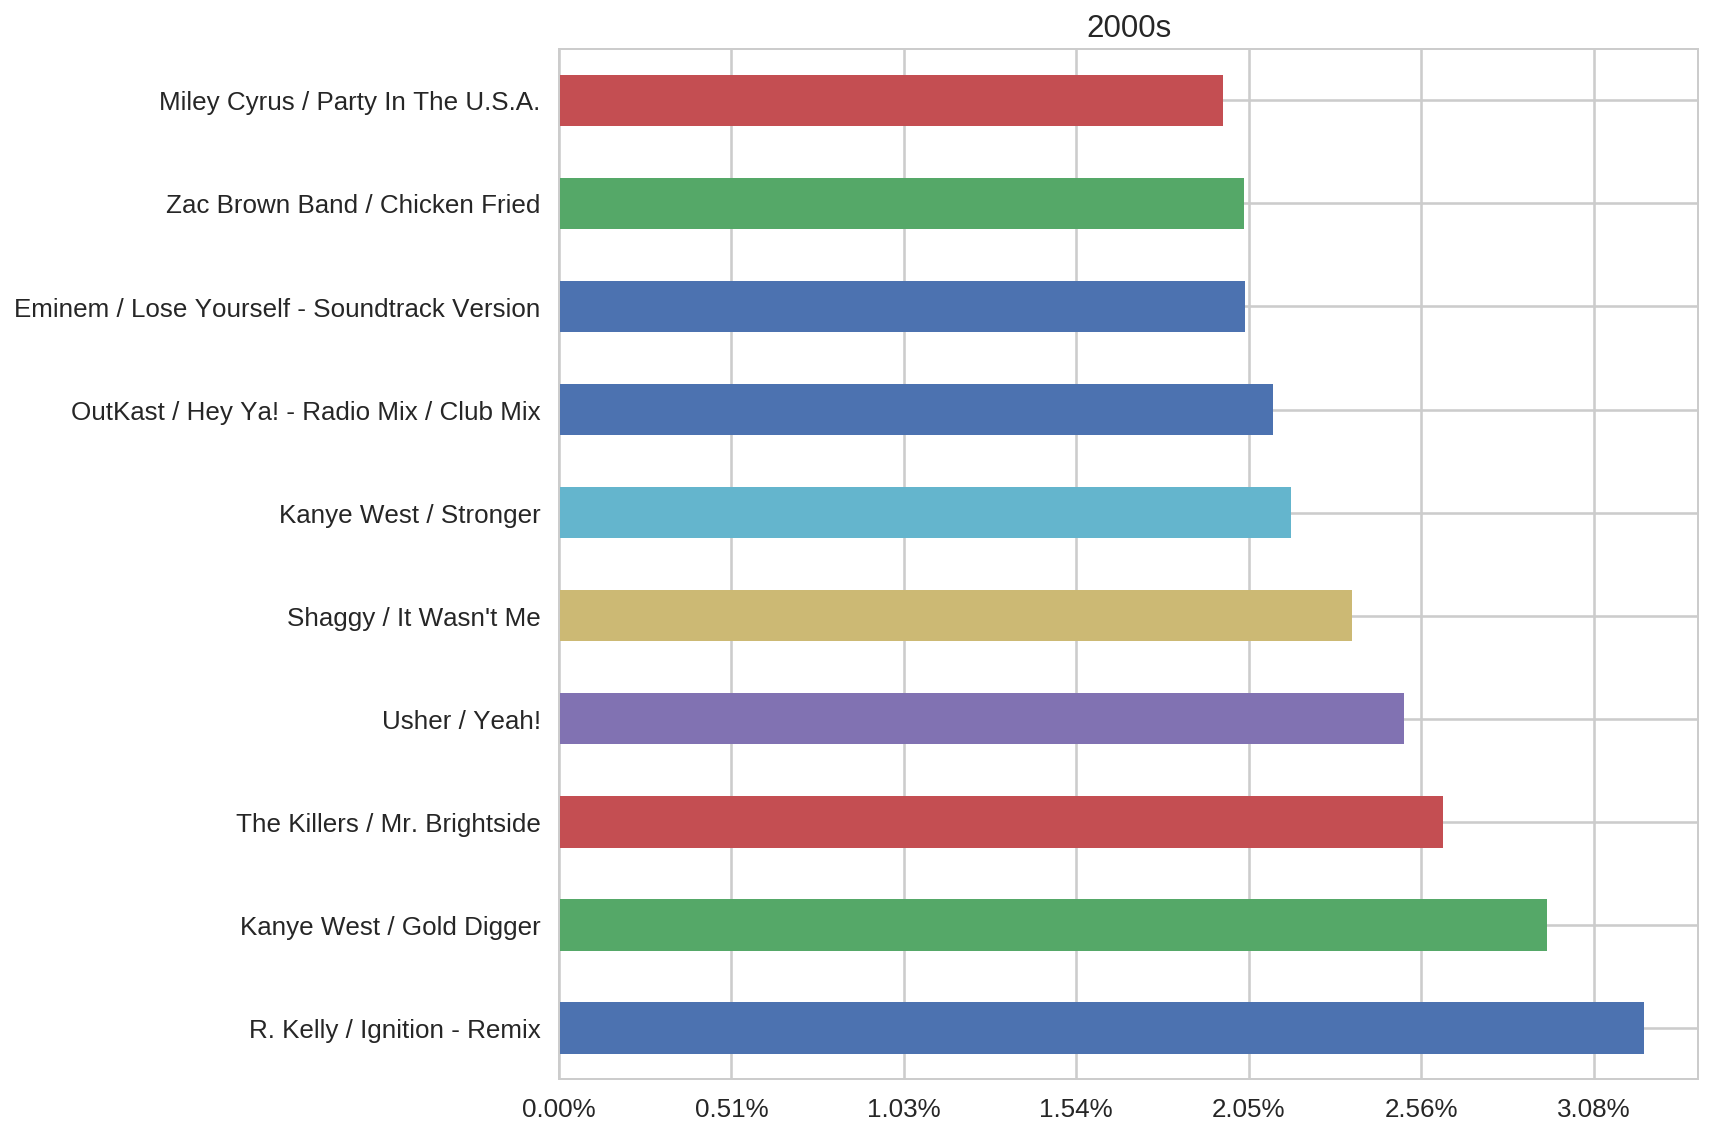 2000s
Miley Cyrus / Party In The U.S.A.
Zac Brown Band / Chicken Fried
Eminem / Lose Yourself - Soundtrack Version
OutKast / Hey Ya! - Radio Mix / Club Mix
Kanye West / Stronger
Shaggy / It Wasn't Me
Usher / Yeah!
The Killers / Mr. Brightside
Kanye West / Gold Digger
R. Kelly / Ignition - Remix
0.00% 0.51% 1.03% 1.54% 2.05% 2.56% 3.08%